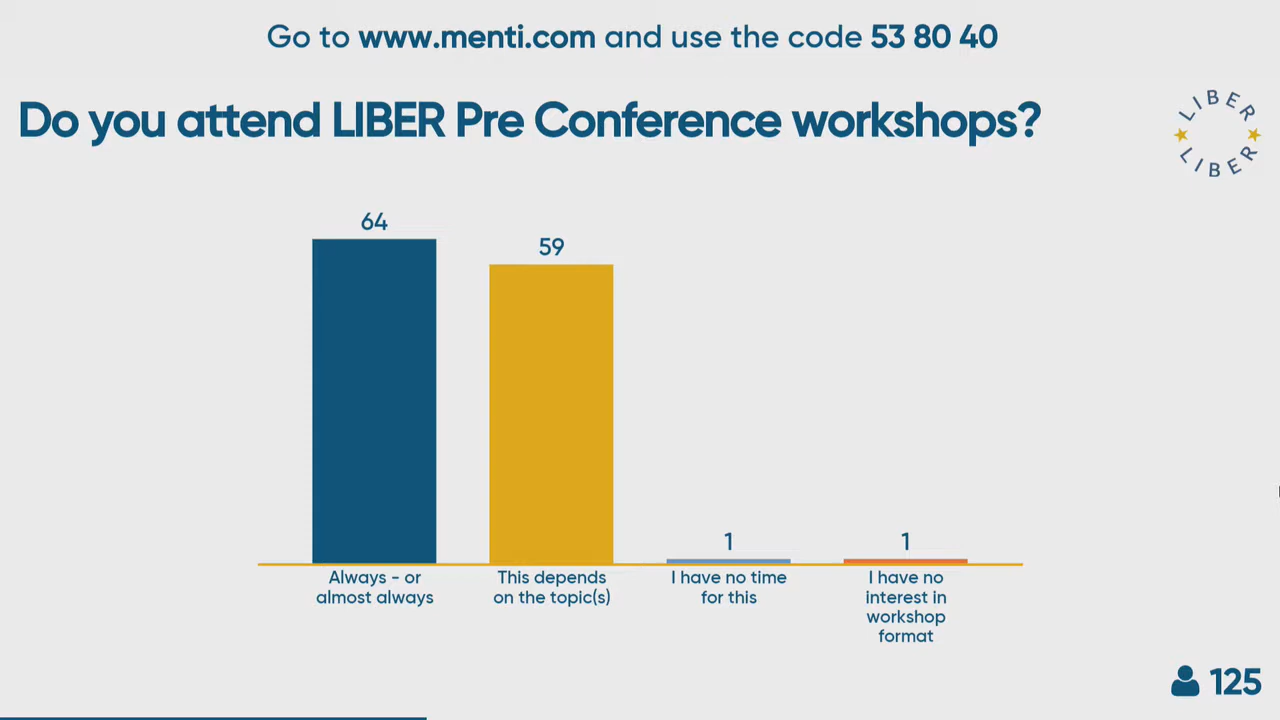 Go to www.menti.com and use the code 53 80 40
Do you attend LIBER Pre Conference workshops?
LIBER
LIBER
64
59
1
1
Always - or
almost always
This depends
on the topic(s)
I have no time
for this
I have no
interest in
workshop
format
125